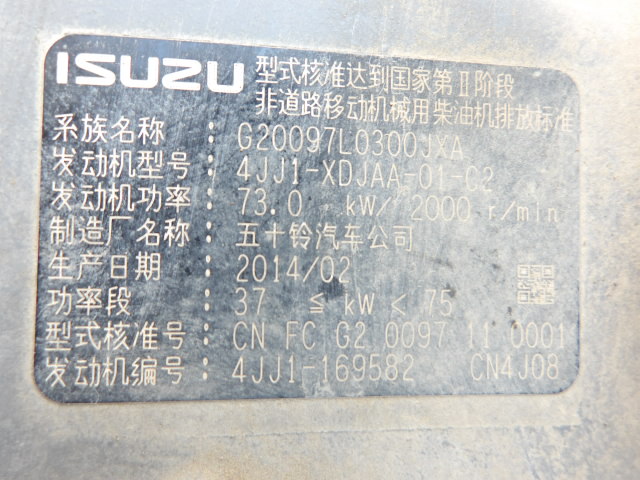 ISUZU 型式核准达到国家第Ⅱ阶段
非道路移动机械用柴油机排放标准
系族名称 : G20097L0300JXA
发动机型号 : 4JJ1-XDJAA-01-C2
发动机功率 : 73.0 kW/ 2000 r/min
制造厂名称 : 五十铃汽车公司
生产日期 : 2014/02
功率段 : 37 ≦ kW < 75
型式核准号 : CN FC G2 0097 11 0001
发动机编号 : 4JJ1-169582 CN4J08